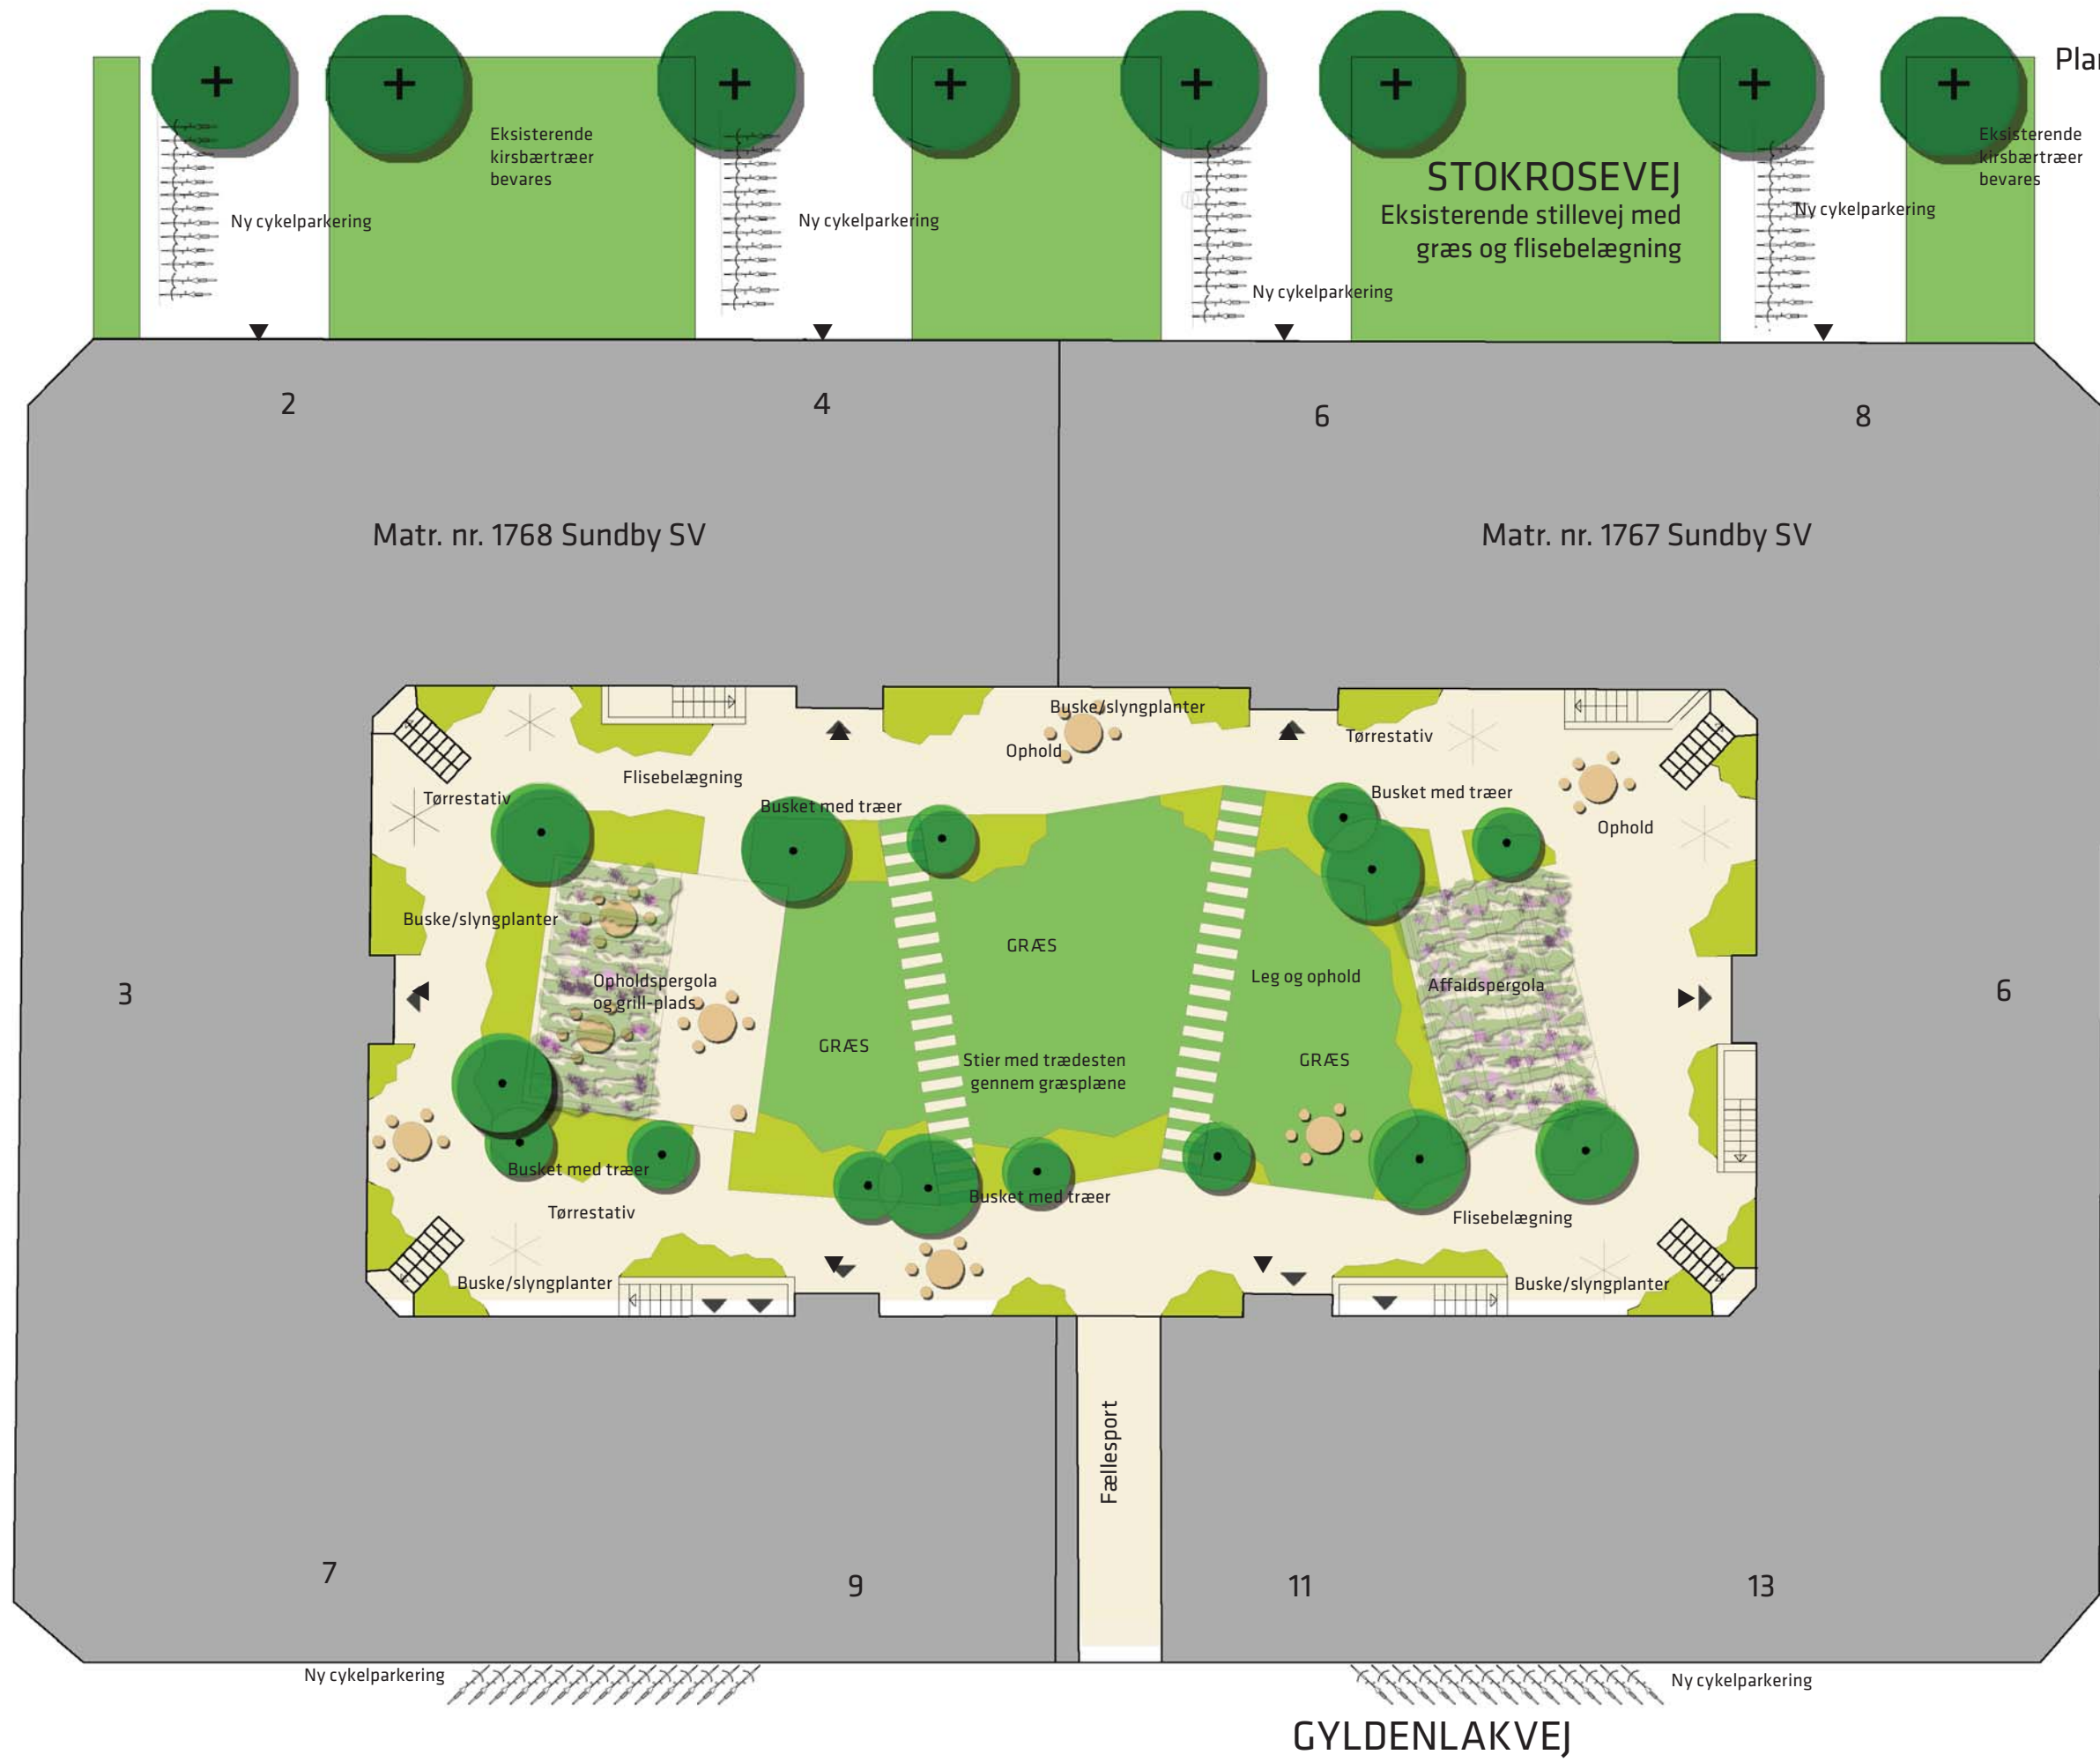 Eksisterende
kirsbærtræer
bevares
Eksisterende
kirsbærtræer
bevares
STOKROSEVEJ
Eksisterende stillevej med
græs og flisebelægning
Ny cykelparkering
Ny cykelparkering
Ny cykelparkering
Ny cykelparkering
2
4
6
8
Matr. nr. 1768 Sundby SV
Matr. nr. 1767 Sundby SV
Buske/slyngplanter
Ophold
Tørrestativ
Flisebelægning
Tørrestativ
Busket med træer
Busket med træer
Ophold
Buske/slyngplanter
GRÆS
Opholdspergola
og grill-plads
Leg og ophold
Affaldspergola
3
6
GRÆS
Stier med trædesten
gennem græsplæne
GRÆS
Busket med træer
Busket med træer
Tørrestativ
Flisebelægning
Buske/slyngplanter
Buske/slyngplanter
Fællesport
7
9
11
13
Ny cykelparkering
Ny cykelparkering
GYLDENLAKVEJ